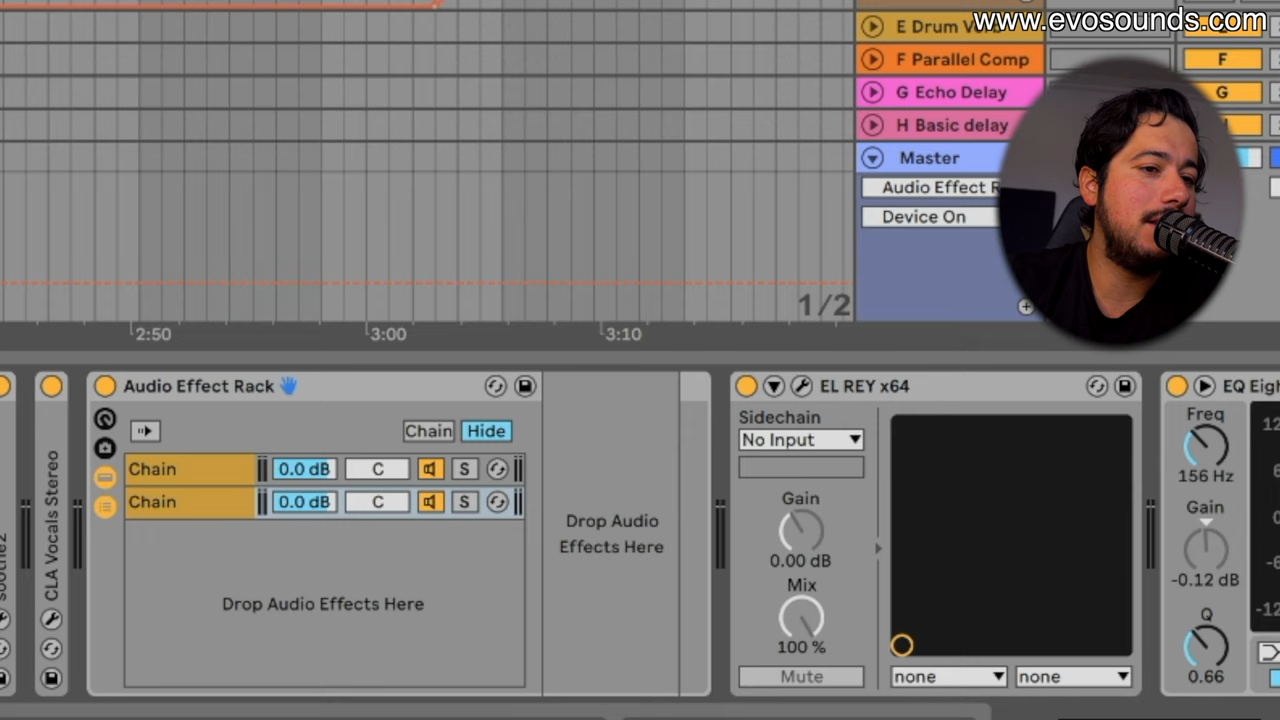 www.evosounds.com
E Drum Verb
F Parallel Comp
F
G Echo Delay
G
H Basic delay
Master
Audio Effect R
Device On
1/2
2:50
3:00
3:10
Audio Effect Rack
Chain
Hide
Chain
0.0 dB
C
S
Chain
0.0 dB
C
S
Drop Audio Effects Here
Drop Audio
Effects Here
CLA Vocals Stereo
EL REY x64
Sidechain
No Input
Gain
0.00 dB
Mix
100 %
Mute
none
none
EQ Eigh
Freq
156 Hz
Gain
-0.12 dB
Q
0.66